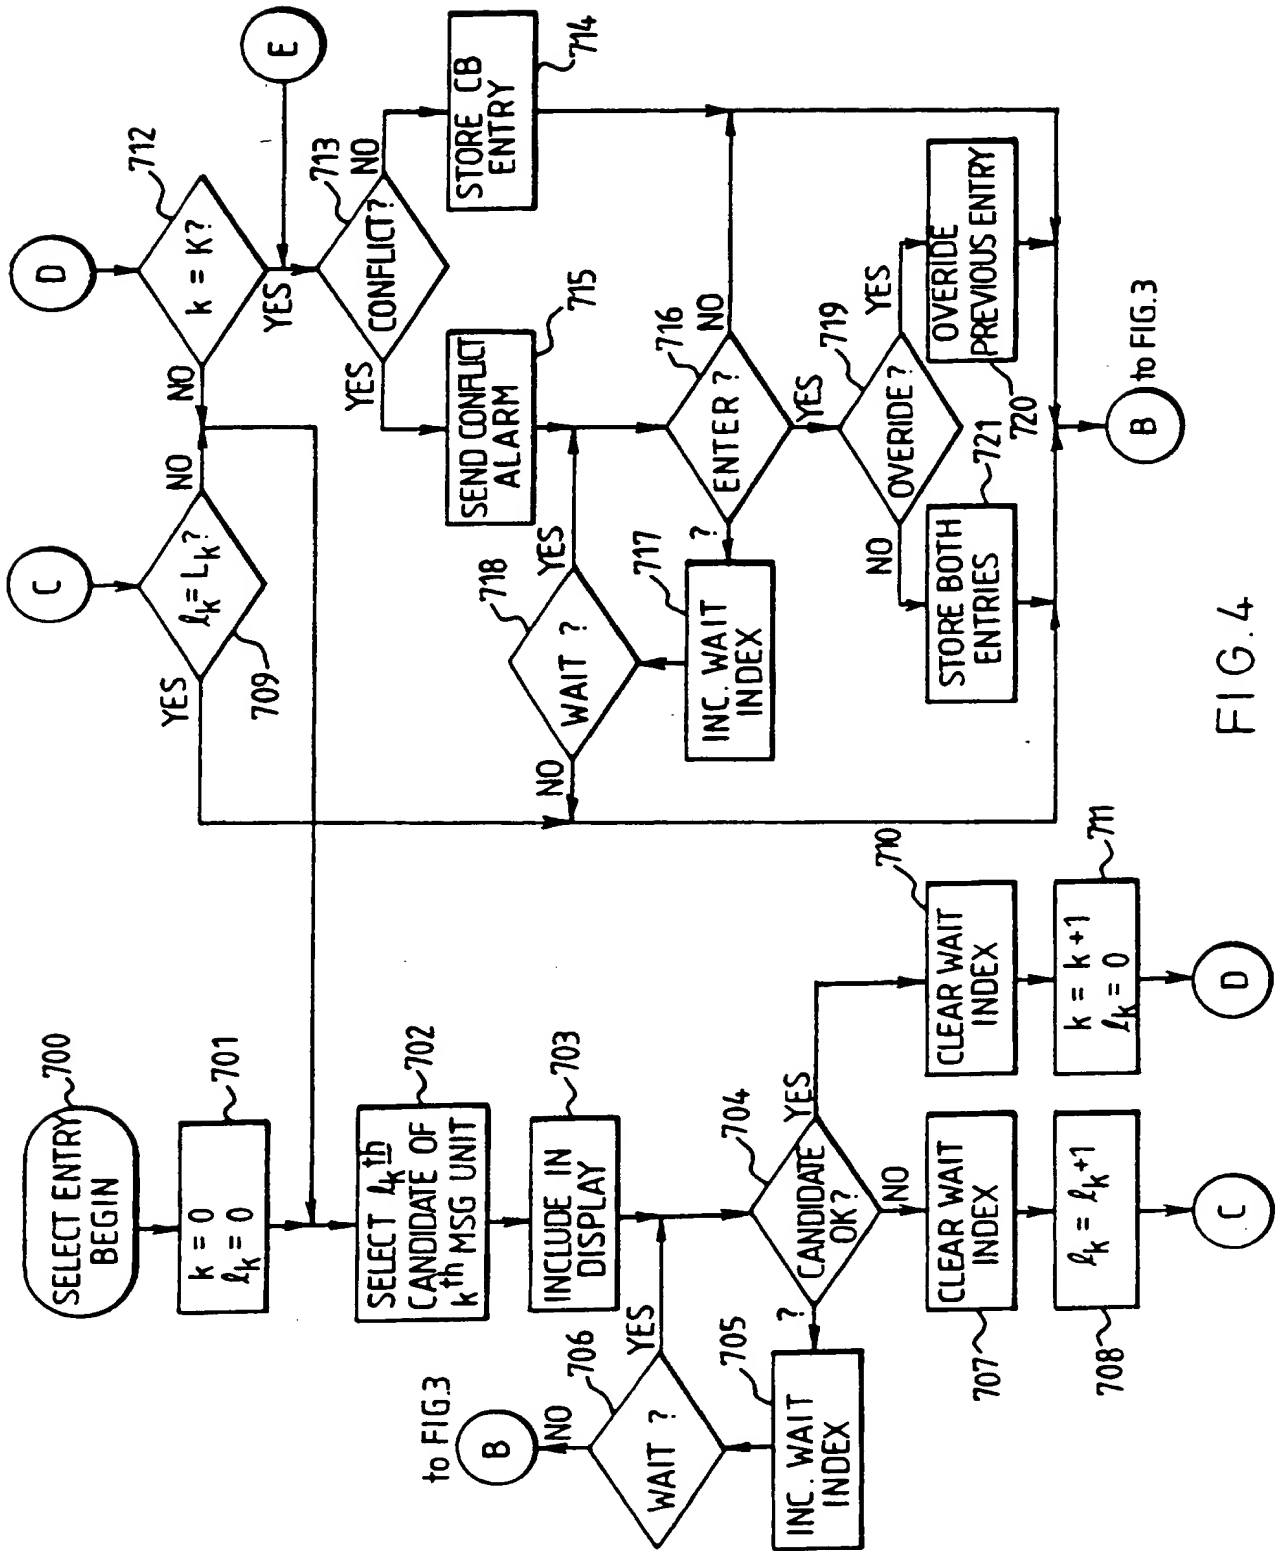 SELECT ENTRY
BEGIN
700
k = 0
ℓk = 0
701
SELECT ℓk th
CANDIDATE OF
kth MSG UNIT
702
INCLUDE IN
DISPLAY
703
CANDIDATE
OK?
704
YES
NO
?
INC. WAIT
INDEX
705
WAIT ?
706
YES
NO
B
to FIG.3
CLEAR WAIT
INDEX
707
ℓk = ℓk+1
708
C
CLEAR WAIT
INDEX
710
k = k+1
ℓk = 0
711
D
C
ℓk = Lk?
709
YES
NO
D
k = K?
712
NO
YES
E
CONFLICT?
713
NO
YES
STORE CB
ENTRY
714
SEND CONFLICT
ALARM
715
ENTER ?
716
NO
YES
?
INC. WAIT
INDEX
717
WAIT ?
718
YES
NO
OVERIDE?
719
YES
NO
OVERIDE
PREVIOUS ENTRY
720
STORE BOTH
ENTRIES
721
B
to FIG.3
FIG.4